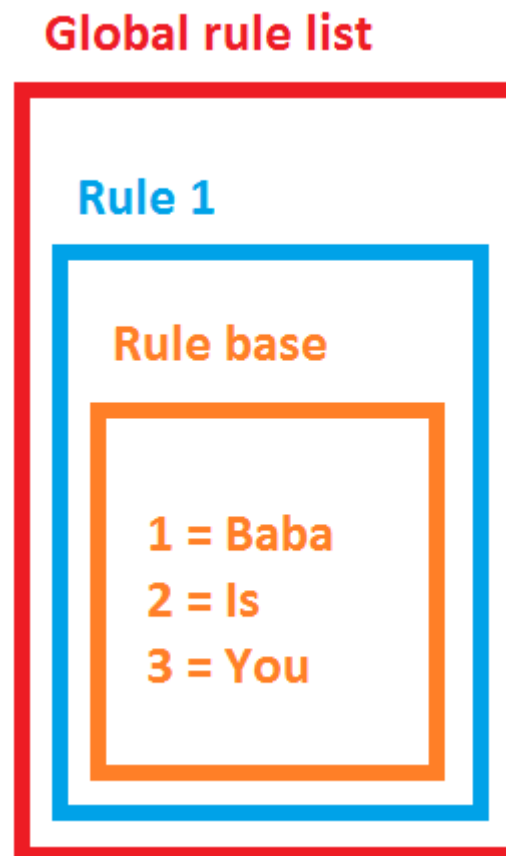 Global rule list
Rule 1
Rule base
1 = Baba
2 = Is
3 = You